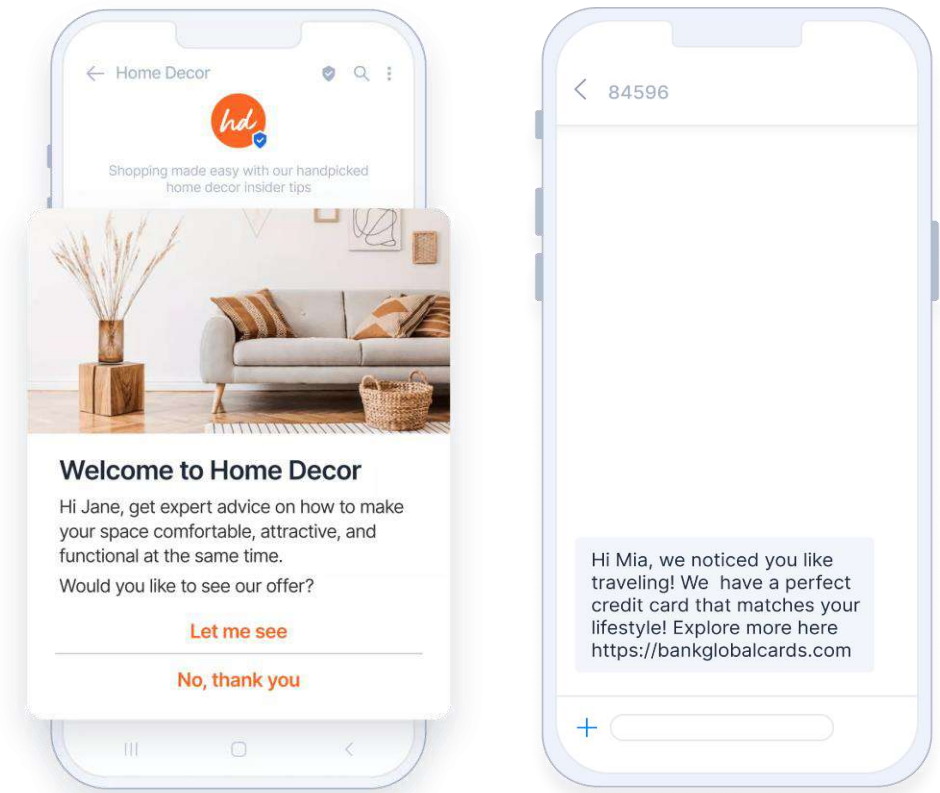 Home Decor
hd
Shopping made easy with our handpicked
home decor insider tips
Welcome to Home Decor
Hi Jane, get expert advice on how to make
your space comfortable, attractive, and
functional at the same time.
Would you like to see our offer?
Let me see
No, thank you
84596
Hi Mia, we noticed you like
traveling! We  have a perfect
credit card that matches your
lifestyle! Explore more here
https://bankglobalcards.com